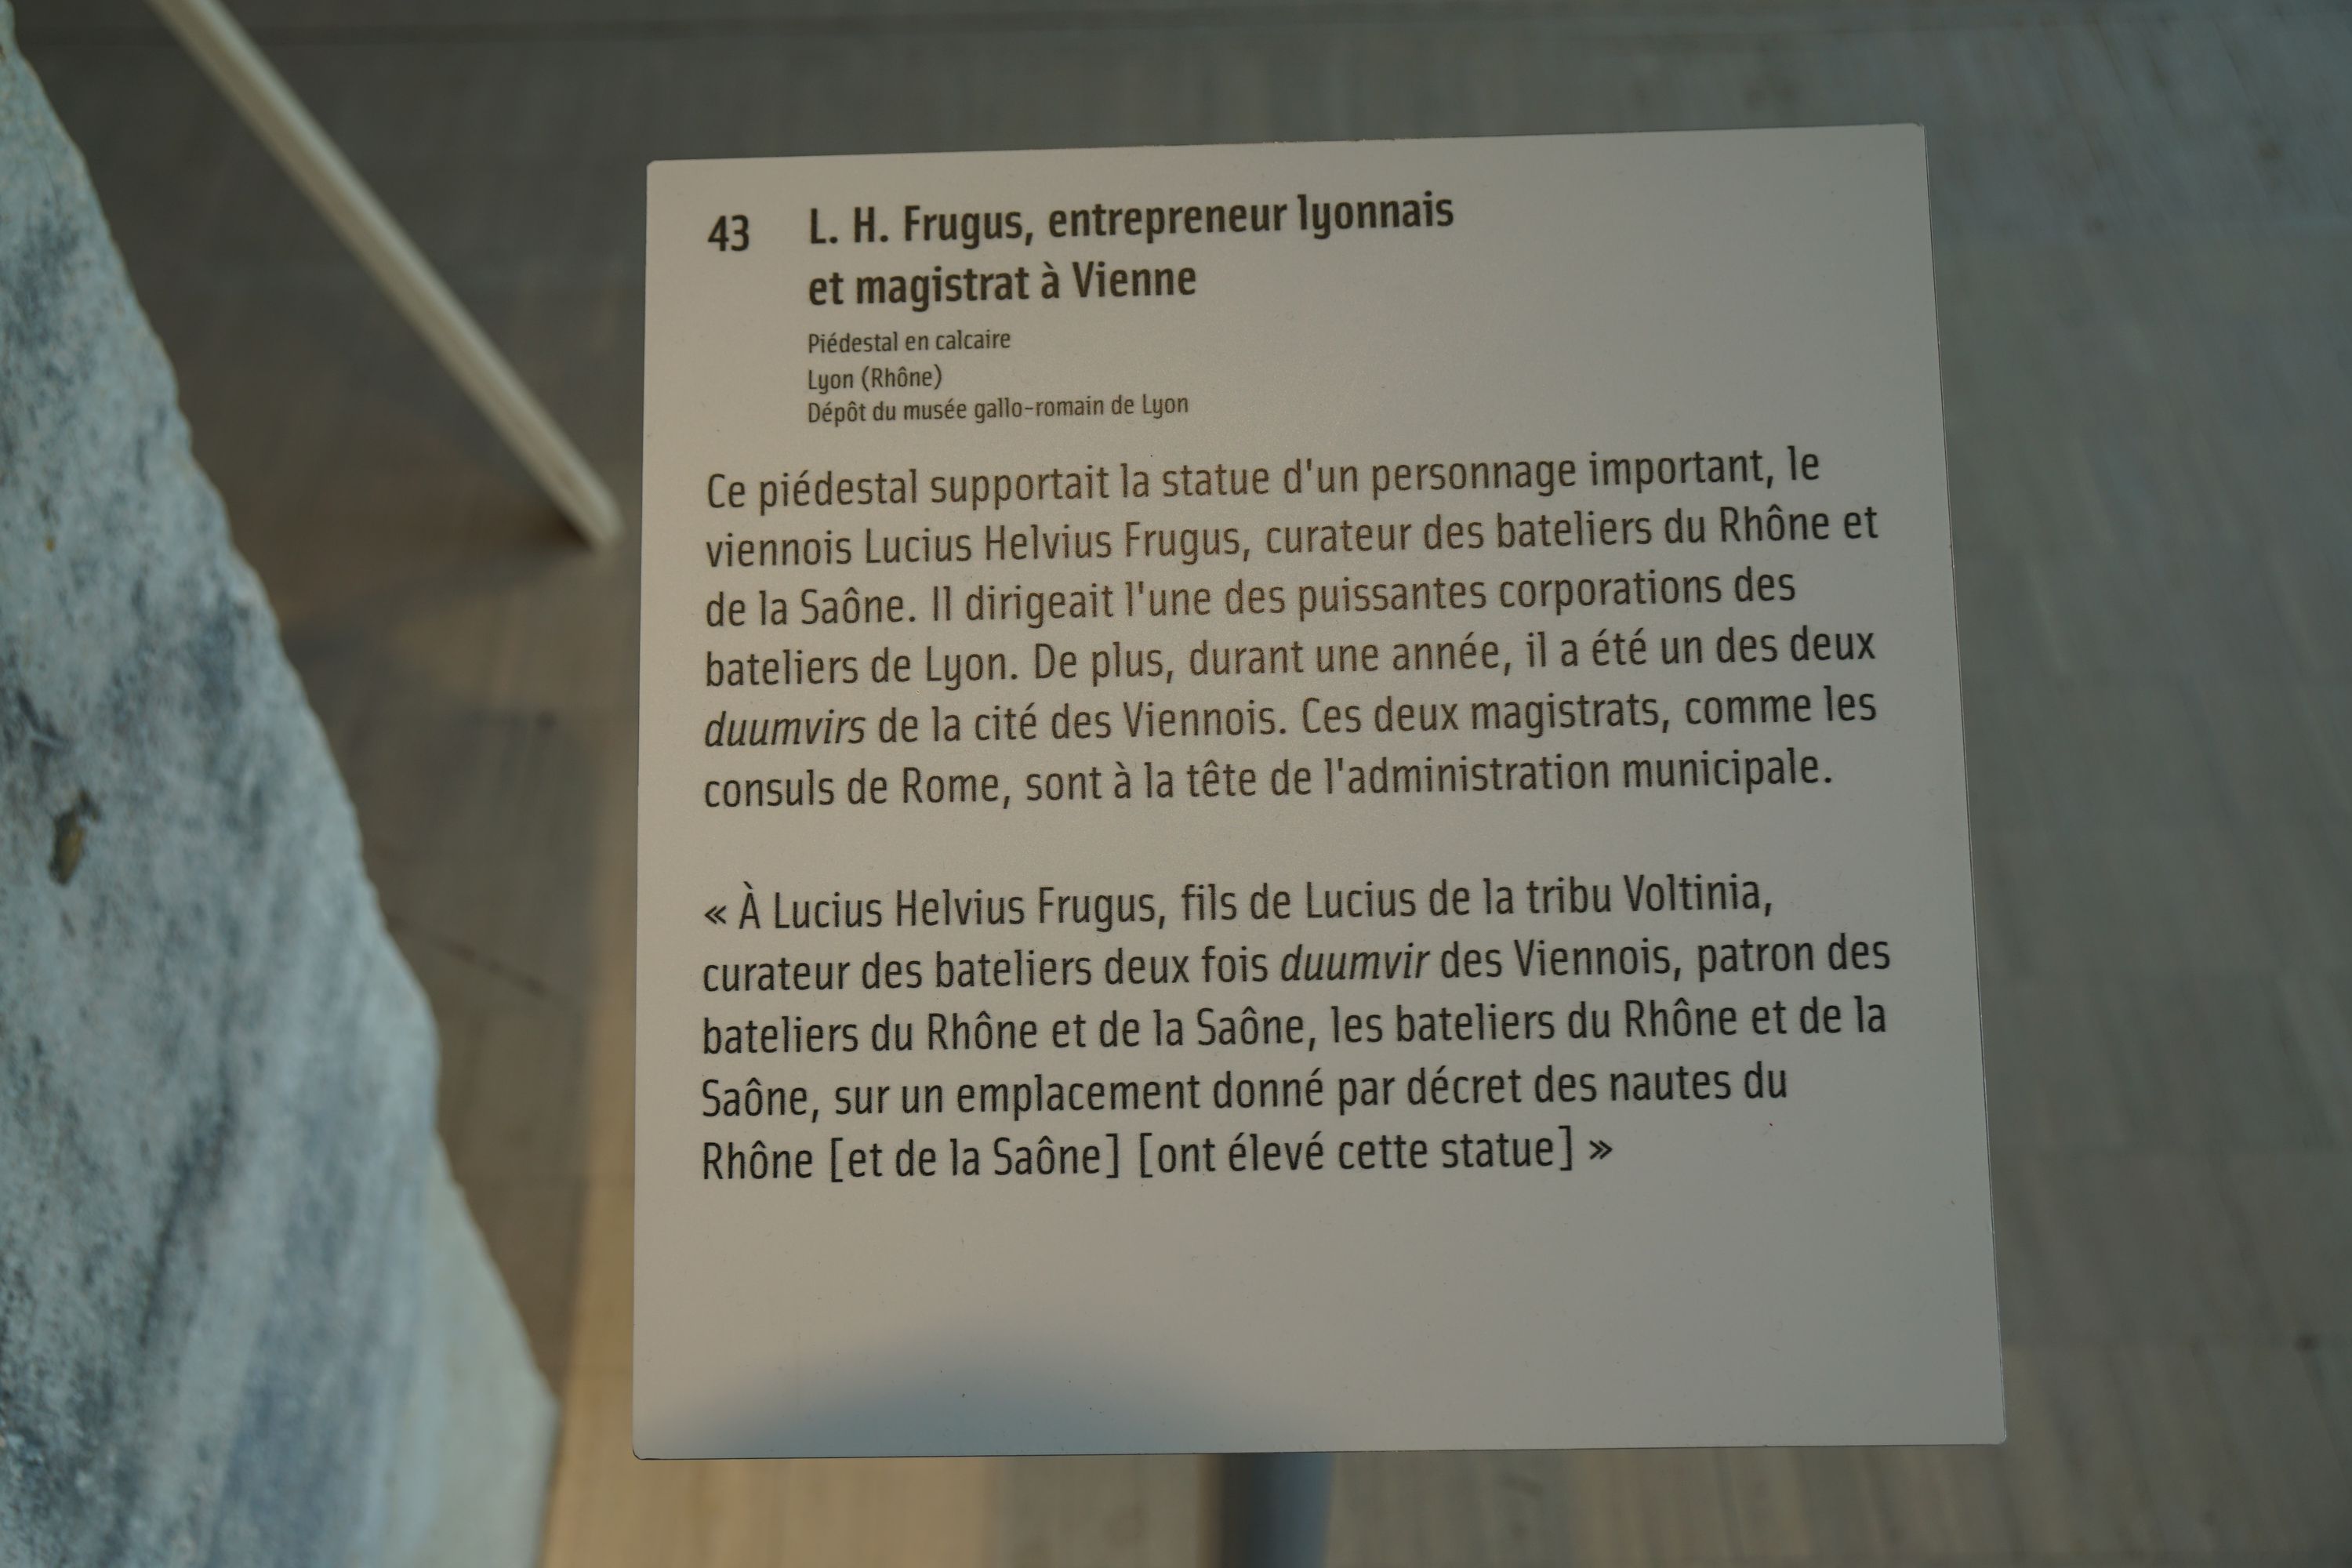 43 L. H. Frugus, entrepreneur lyonnais
et magistrat à Vienne
Piédestal en calcaire
Lyon (Rhône)
Dépôt du musée gallo-romain de Lyon
Ce piédestal supportait la statue d'un personnage important, le
viennois Lucius Helvius Frugus, curateur des bateliers du Rhône et
de la Saône. Il dirigeait l'une des puissantes corporations des
bateliers de Lyon. De plus, durant une année, il a été un des deux
duumvirs de la cité des Viennois. Ces deux magistrats, comme les
consuls de Rome, sont à la tête de l'administration municipale.
« À Lucius Helvius Frugus, fils de Lucius de la tribu Voltinia,
curateur des bateliers deux fois duumvir des Viennois, patron des
bateliers du Rhône et de la Saône, les bateliers du Rhône et de la
Saône, sur un emplacement donné par décret des nautes du
Rhône [et de la Saône] [ont élevé cette statue] »